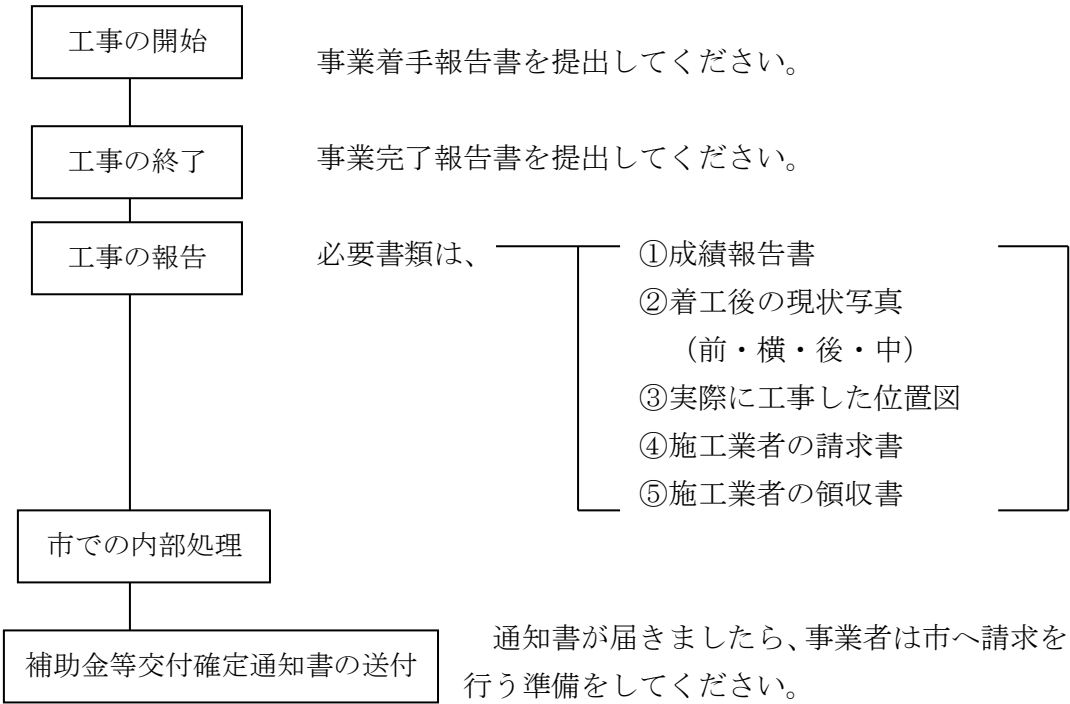 工事の開始
事業着手報告書を提出してください。
工事の終了
事業完了報告書を提出してください。
工事の報告
必要書類は、
①成績報告書
②着工後の現状写真
（前・横・後・中）
③実際に工事した位置図
④施工業者の請求書
⑤施工業者の領収書
市での内部処理
補助金等交付確定通知書の送付
通知書が届きましたら、事業者は市へ請求を
行う準備をしてください。